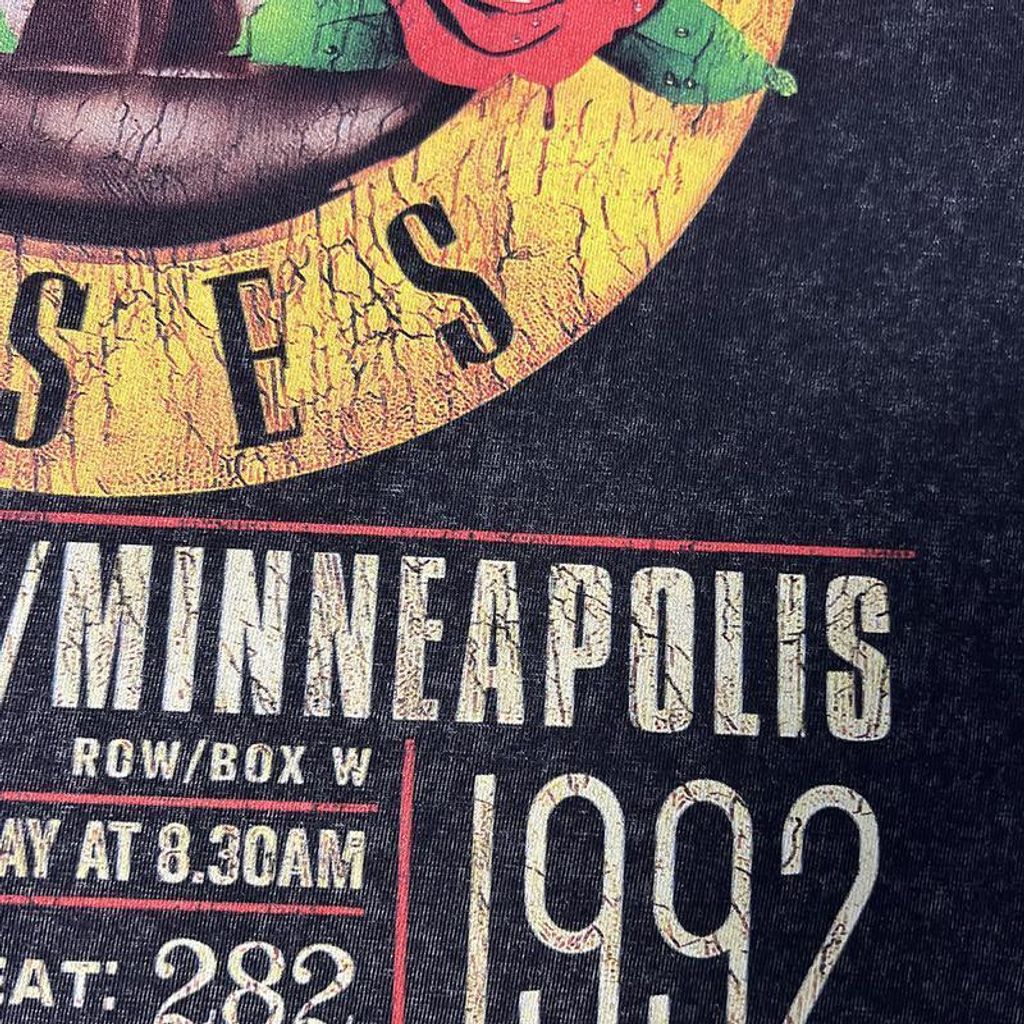 SES
/MINNEAPOLIS
ROW/BOX W
AY AT 8.30AM
1992
EAT: 282